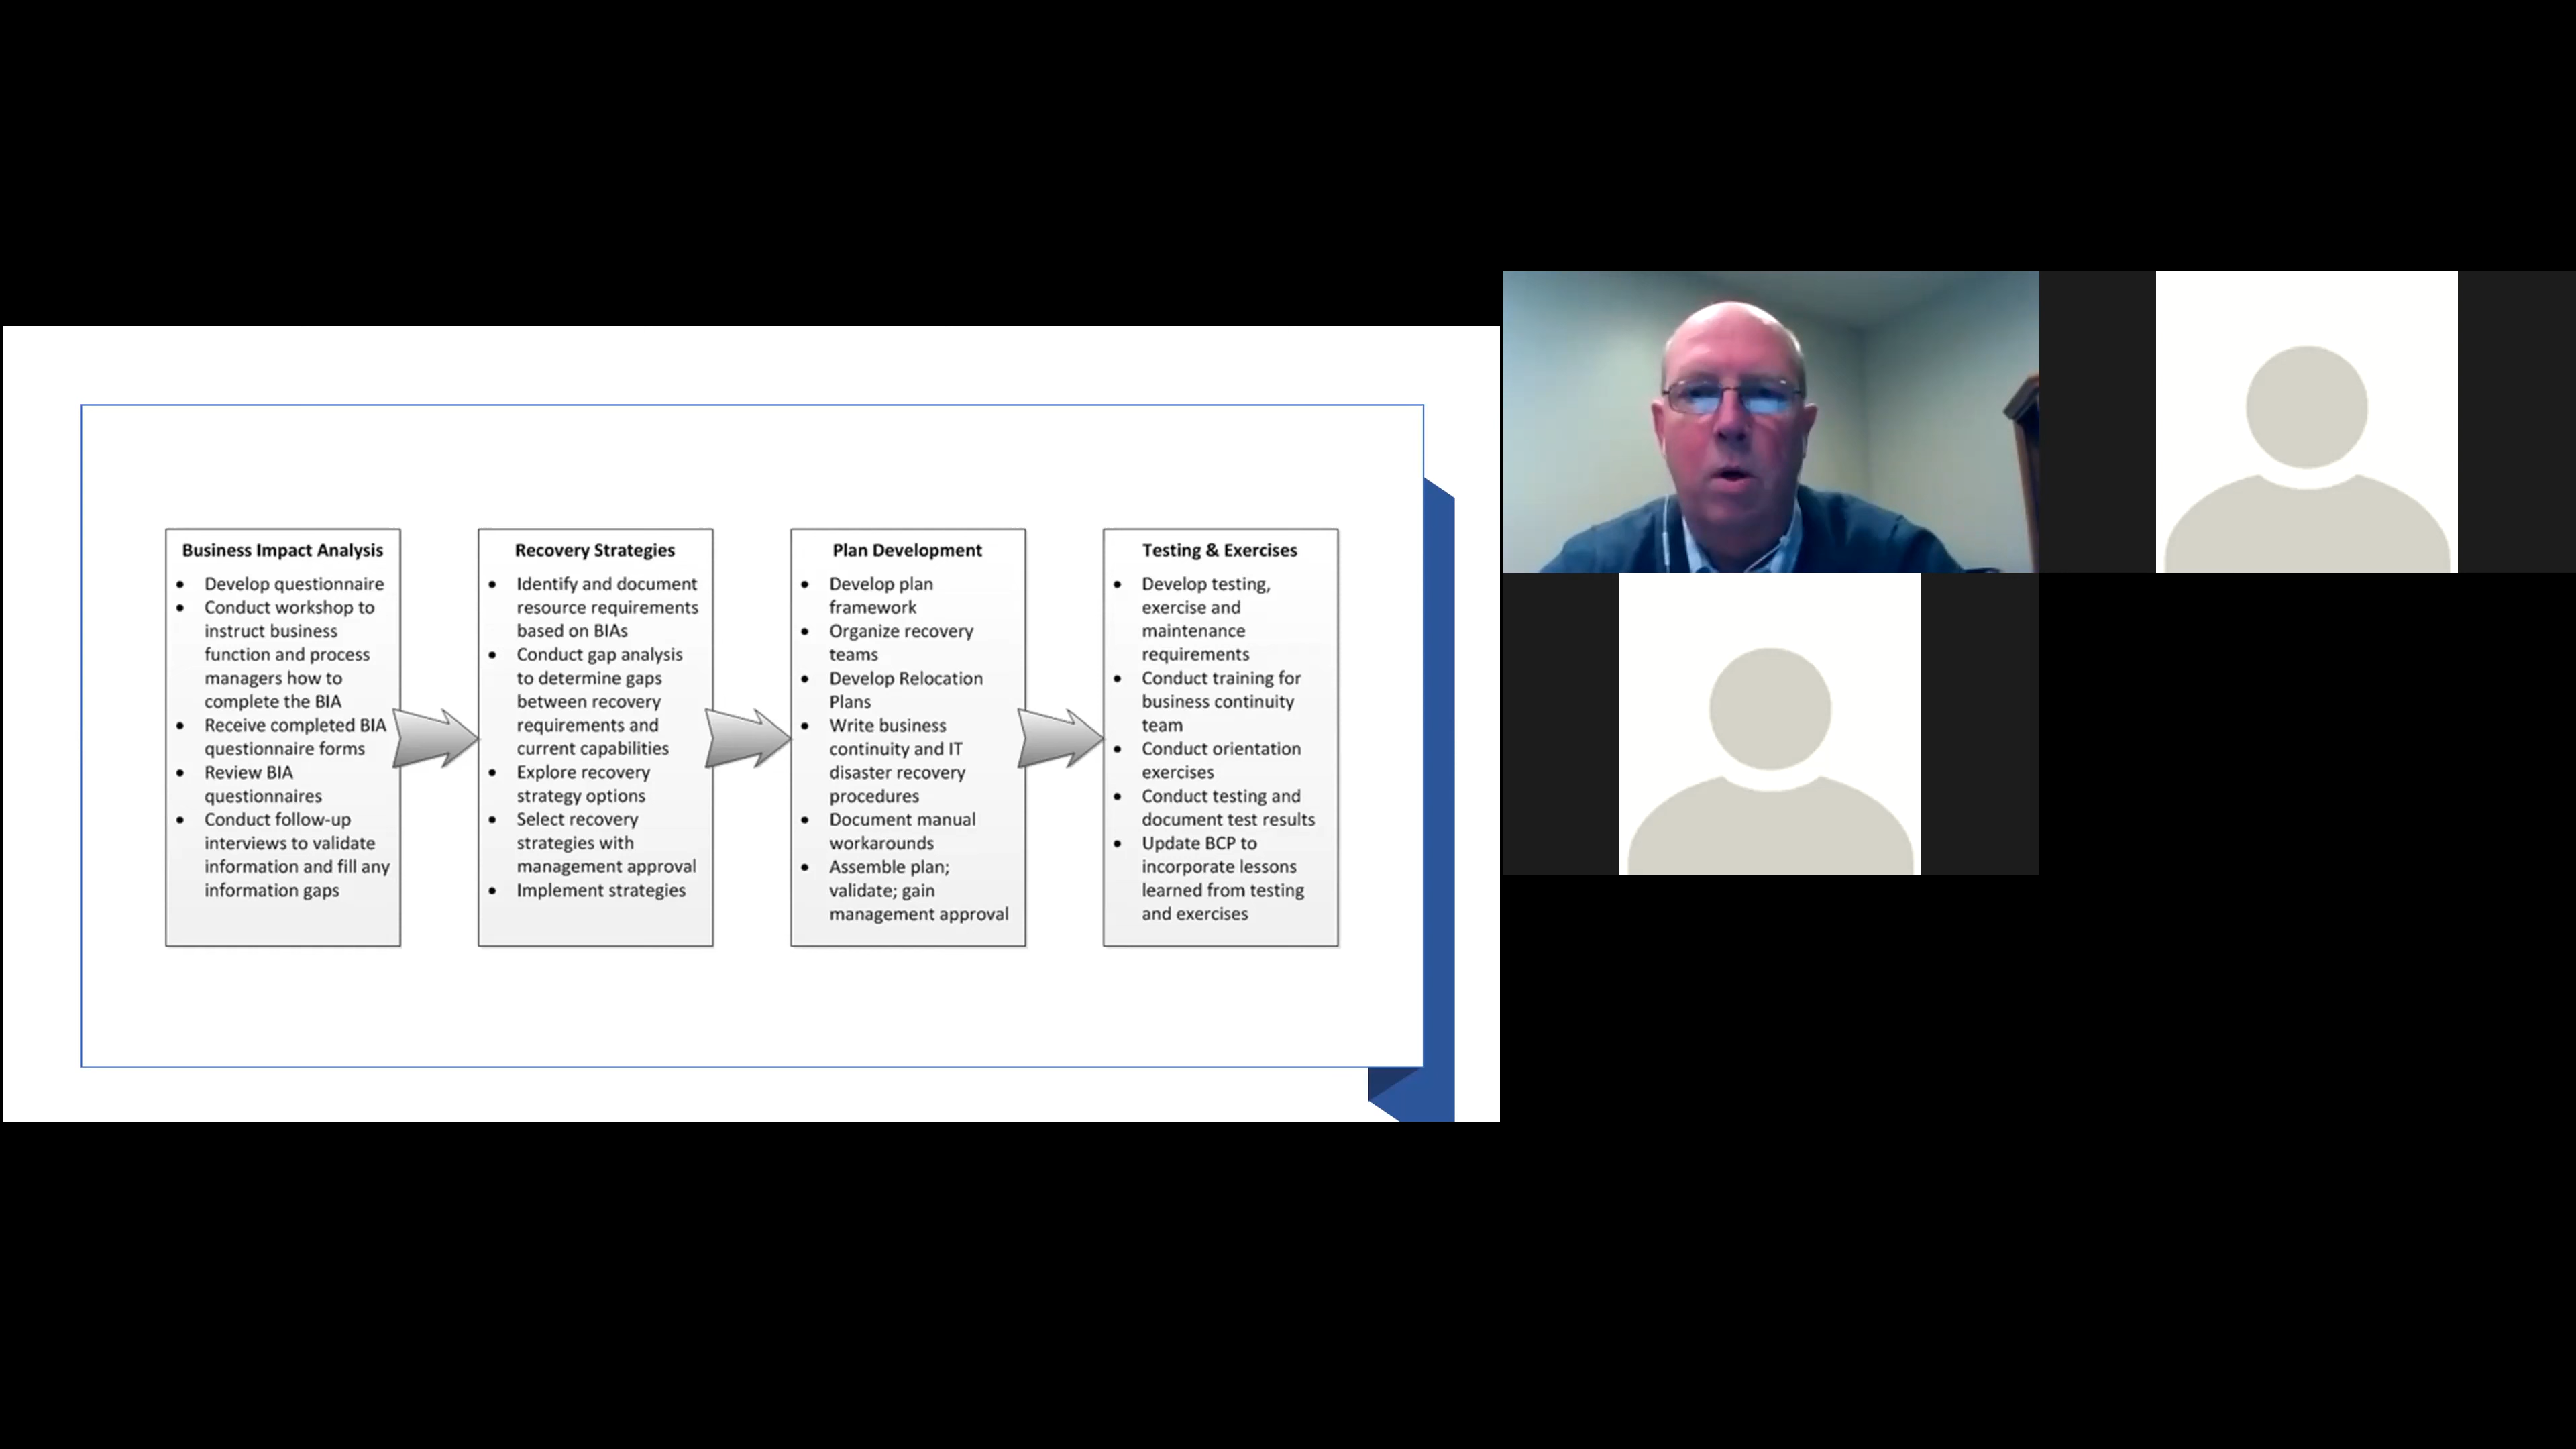 Business Impact Analysis
• Develop questionnaire
• Conduct workshop to
instruct business
function and process
managers how to
complete the BIA
• Receive completed BIA
questionnaire forms
• Review BIA
questionnaires
• Conduct follow-up
interviews to validate
information and fill any
information gaps
Recovery Strategies
• Identify and document
resource requirements
based on BIAs
• Conduct gap analysis
to determine gaps
between recovery
requirements and
current capabilities
• Explore recovery
strategy options
• Select recovery
strategies with
management approval
• Implement strategies
Plan Development
• Develop plan
framework
• Organize recovery
teams
• Develop Relocation
Plans
• Write business
continuity and IT
disaster recovery
procedures
• Document manual
workarounds
• Assemble plan;
validate; gain
management approval
Testing & Exercises
• Develop testing,
exercise and
maintenance
requirements
• Conduct training for
business continuity
team
• Conduct orientation
exercises
• Conduct testing and
document test results
• Update BCP to
incorporate lessons
learned from testing
and exercises